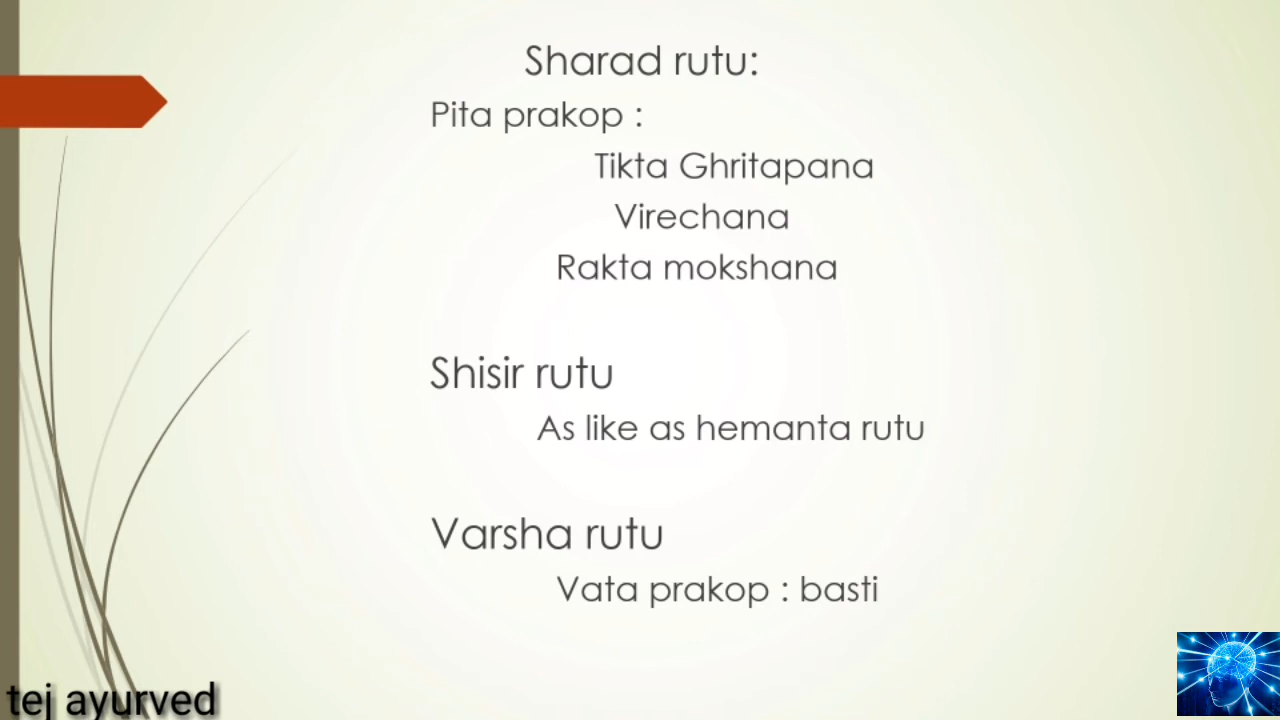 Sharad rutu:
Pita prakop :
Tikta Ghritapana
Virechana
Rakta mokshana
Shisir rutu
As like as hemanta rutu
Varsha rutu
Vata prakop : basti
tej ayurved